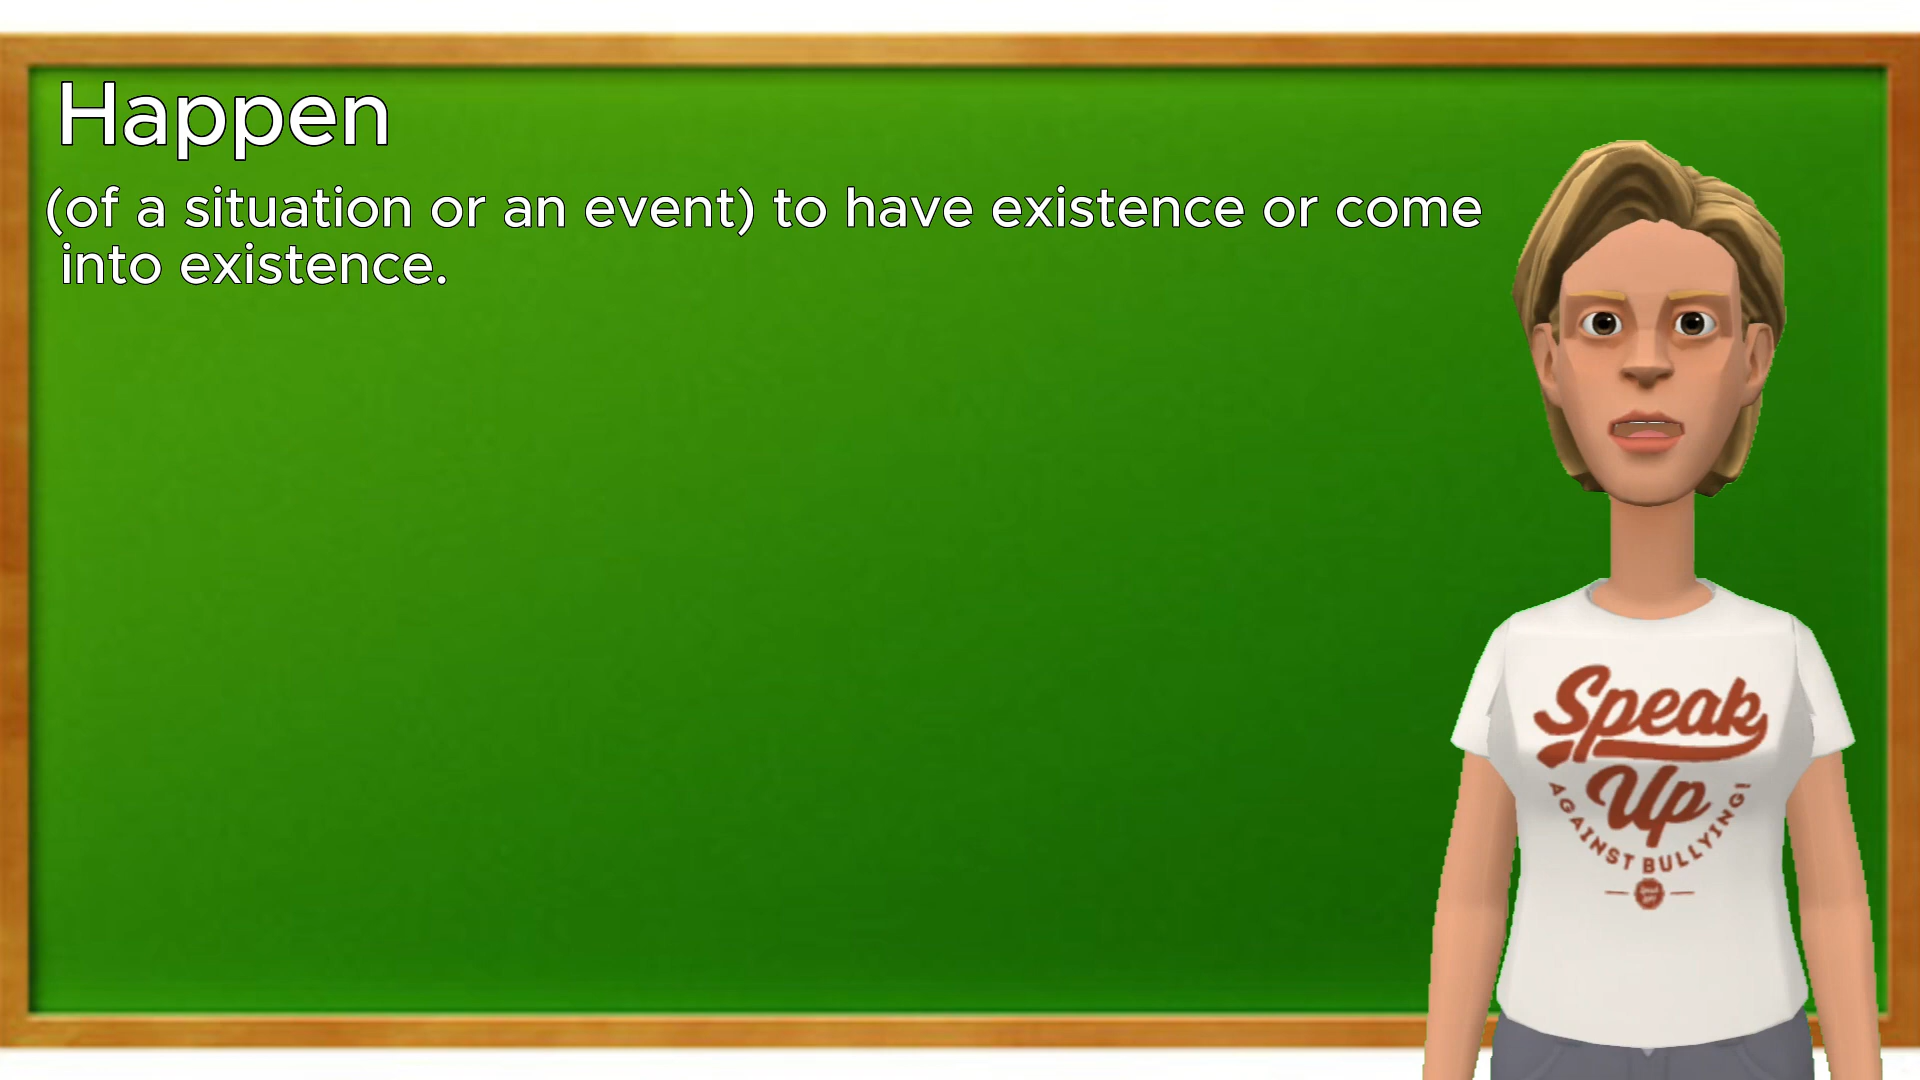 Happen
(of a situation or an event) to have existence or come
into existence.
Speak
Up
AGAINST BULLYING!